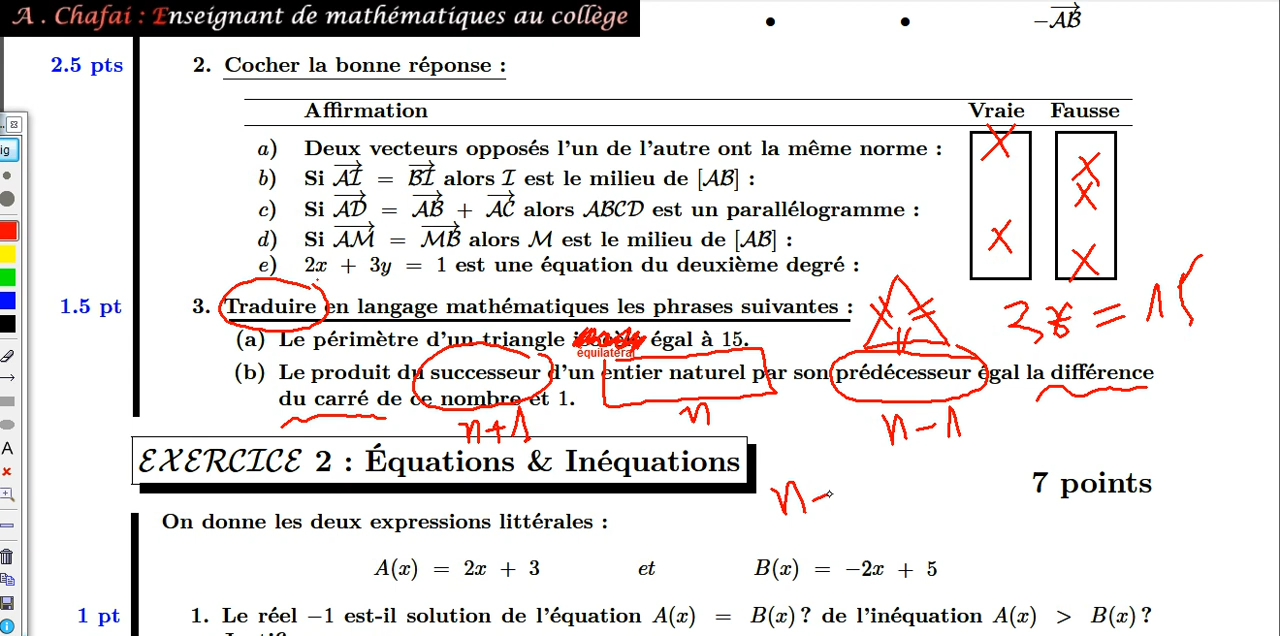 A . Chafai : Enseignant de mathématiques au collège
• • −AB
2.5 pts 2. Cocher la bonne réponse :
Affirmation Vraie Fausse
a) Deux vecteurs opposés l'un de l'autre ont la même norme : X
b) Si AI = BI alors I est le milieu de [AB] : X
c) Si AD = AB + AC alors ABCD est un parallélogramme : X
d) Si AM = MB alors M est le milieu de [AB] : X
e) 2x + 3y = 1 est une équation du deuxième degré : X
1.5 pt 3. Traduire en langage mathématiques les phrases suivantes :
(a) Le périmètre d'un triangle équilatéral égal à 15.
(b) Le produit du successeur d'un entier naturel par son prédécesseur égal la différence
du carré de ce nombre et 1.
n+1 n n−1
EXERCICE 2 : Équations & Inéquations
7 points
n -
On donne les deux expressions littérales :
A(x) = 2x + 3 et B(x) = −2x + 5
1 pt 1. Le réel −1 est-il solution de l'équation A(x) = B(x) ? de l'inéquation A(x) > B(x) ?